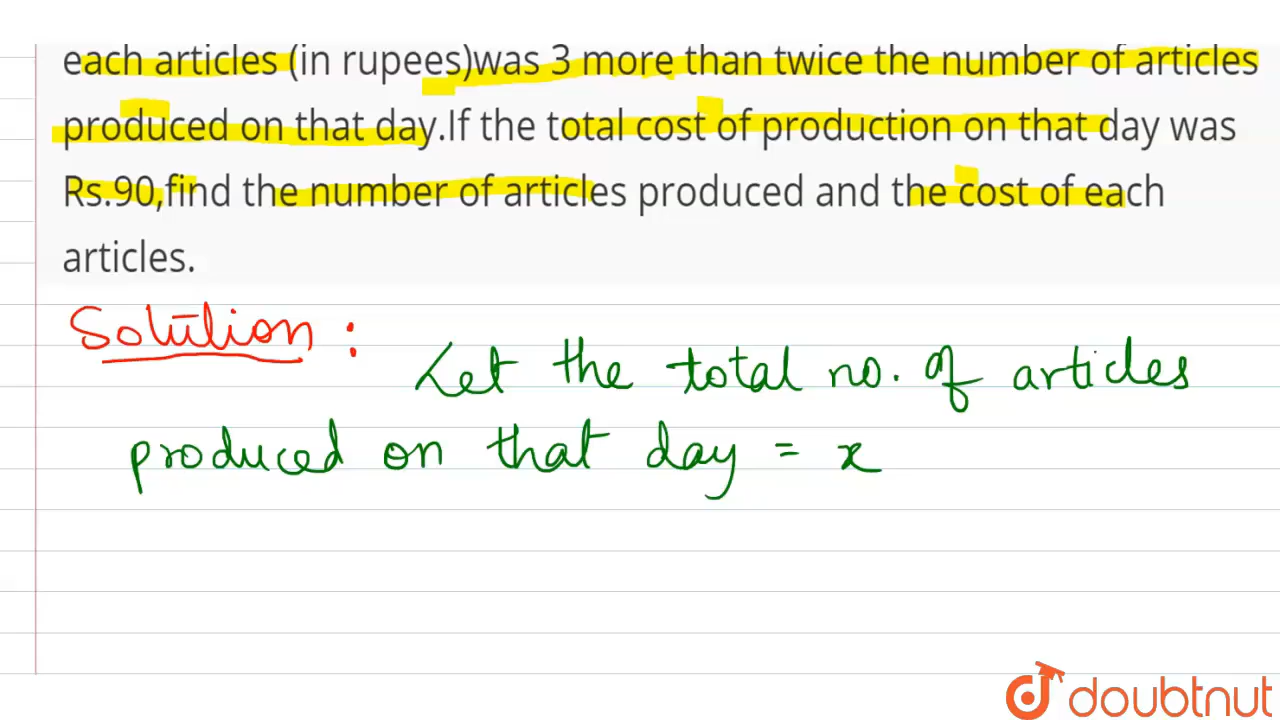 each articles (in rupees)was 3 more than twice the number of articles
produced on that day.If the total cost of production on that day was
Rs.90,find the number of articles produced and the cost of each
articles.
Solution :
Let the total no. of articles
produced on that day = x
doubtnut